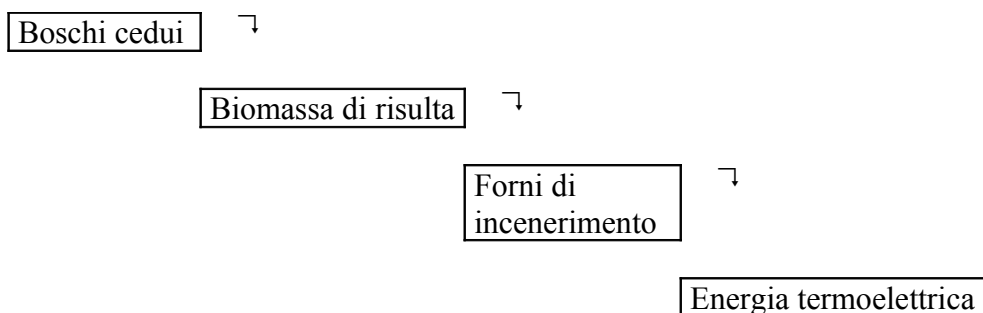 Boschi cedui
Biomassa di risulta
Forni di
incenerimento
Energia termoelettrica